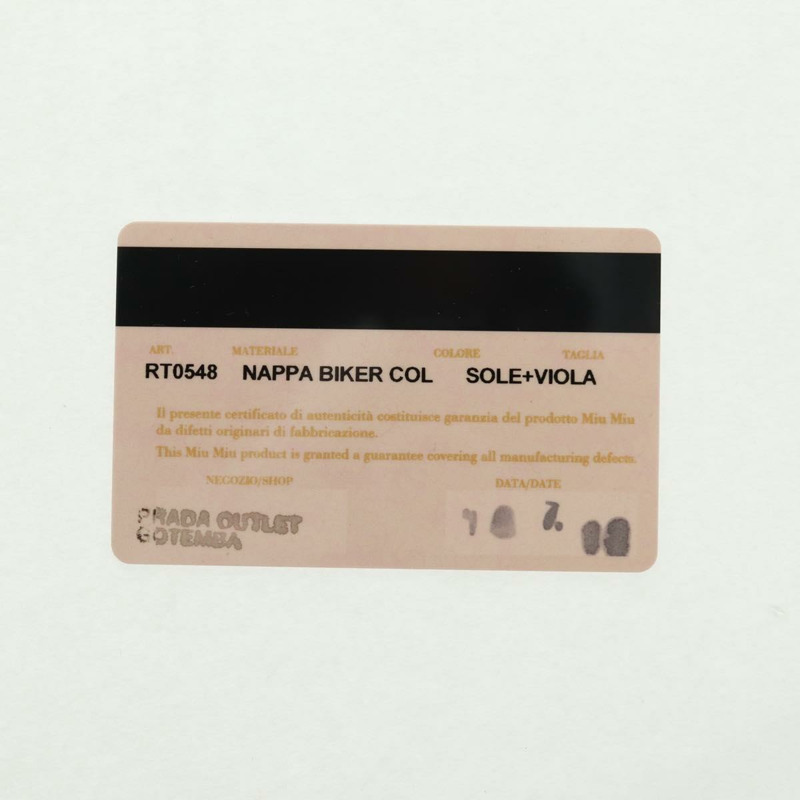 ART. MATERIALE COLORE TAGLIA
RT0548 NAPPA BIKER COL SOLE+VIOLA
Il presente certificato di autenticità costituisce garanzia del prodotto Miu Miu
da difetti originari di fabbricazione.
This Miu Miu product is granted a guarantee covering all manufacturing defects.
NEGOZIO/SHOP DATA/DATE
PRADA OUTLET
GOTEMBA